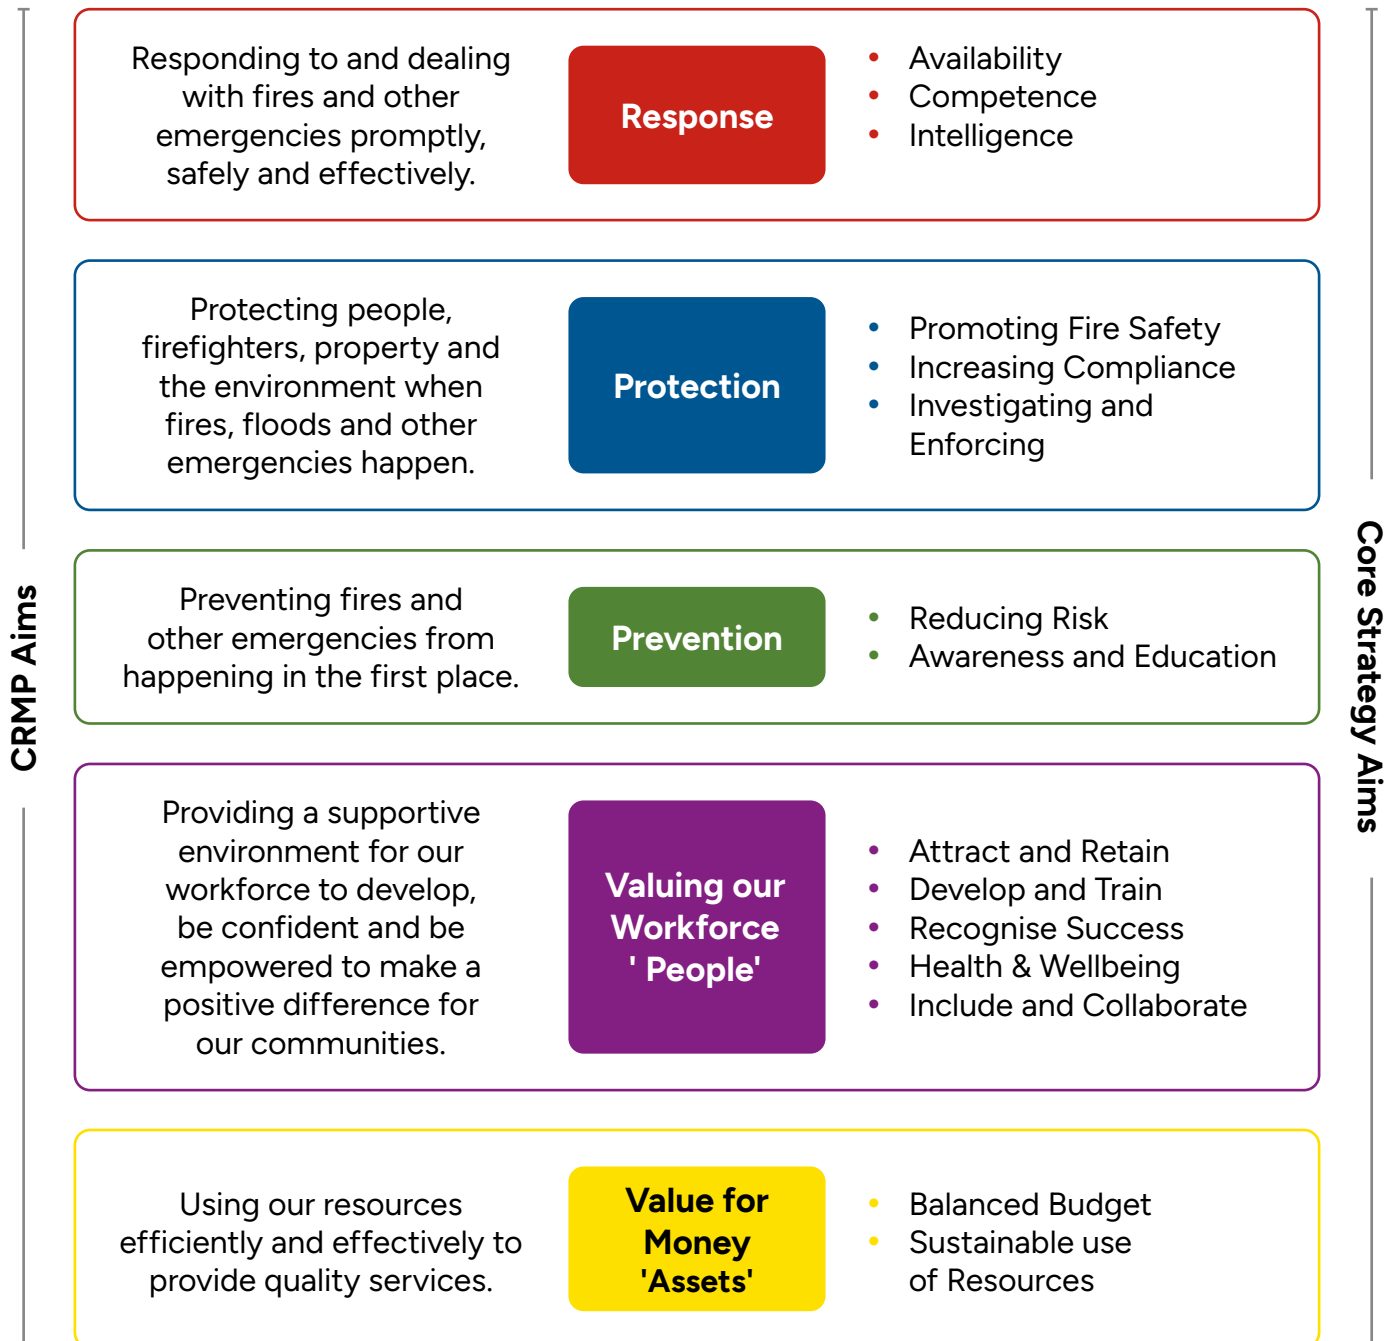 CRMP Aims
Responding to and dealing
with fires and other
emergencies promptly,
safely and effectively.
Response
• Availability
• Competence
• Intelligence
Protecting people,
firefighters, property and
the environment when
fires, floods and other
emergencies happen.
Protection
• Promoting Fire Safety
• Increasing Compliance
• Investigating and
Enforcing
Preventing fires and
other emergencies from
happening in the first place.
Prevention
• Reducing Risk
• Awareness and Education
Providing a supportive
environment for our
workforce to develop,
be confident and be
empowered to make a
positive difference for
our communities.
Valuing our
Workforce
' People'
• Attract and Retain
• Develop and Train
• Recognise Success
• Health & Wellbeing
• Include and Collaborate
Using our resources
efficiently and effectively to
provide quality services.
Value for
Money
'Assets'
• Balanced Budget
• Sustainable use
of Resources
Core Strategy Aims